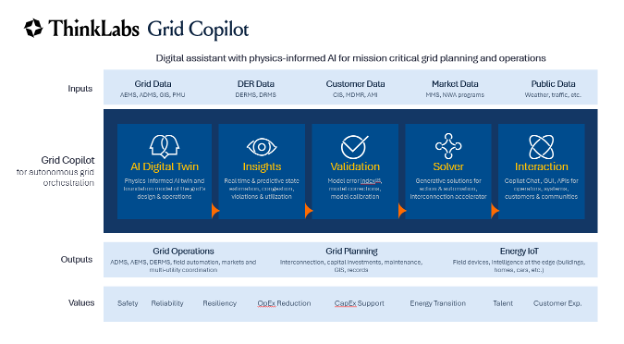 ThinkLabs Grid Copilot
Digital assistant with physics-informed AI for mission critical grid planning and operations
Inputs
Grid Data
AEMS, ADMS, GIS, PMU
DER Data
DERMS, DRMS
Customer Data
CIS, MDMR, AMI
Market Data
MMS, NWA programs
Public Data
Weather, traffic, etc.
Grid Copilot
for autonomous grid
orchestration
AI Digital Twin
Physics-Informed AI twin and
foundation model of the grid's
design & operations
Insights
Real time & predictive state
estimation, congestion,
violations & utilization
Validation
Model error index/AI,
model corrections,
model calibration
Solver
Generative solutions for
action & automation,
interconnection accelerator
Interaction
Copilot Chat, GUI, APIs for
operators, systems,
customers & communities
Outputs
Grid Operations
ADMS, AEMS, DERMS, field automation, markets and
multi-utility coordination
Grid Planning
Interconnection, capital investments, maintenance,
GIS, records
Energy IoT
Field devices, intelligence at the edge (buildings,
homes, cars, etc.)
Values
Safety Reliability Resiliency OpEx Reduction CapEx Support Energy Transition Talent Customer Exp.